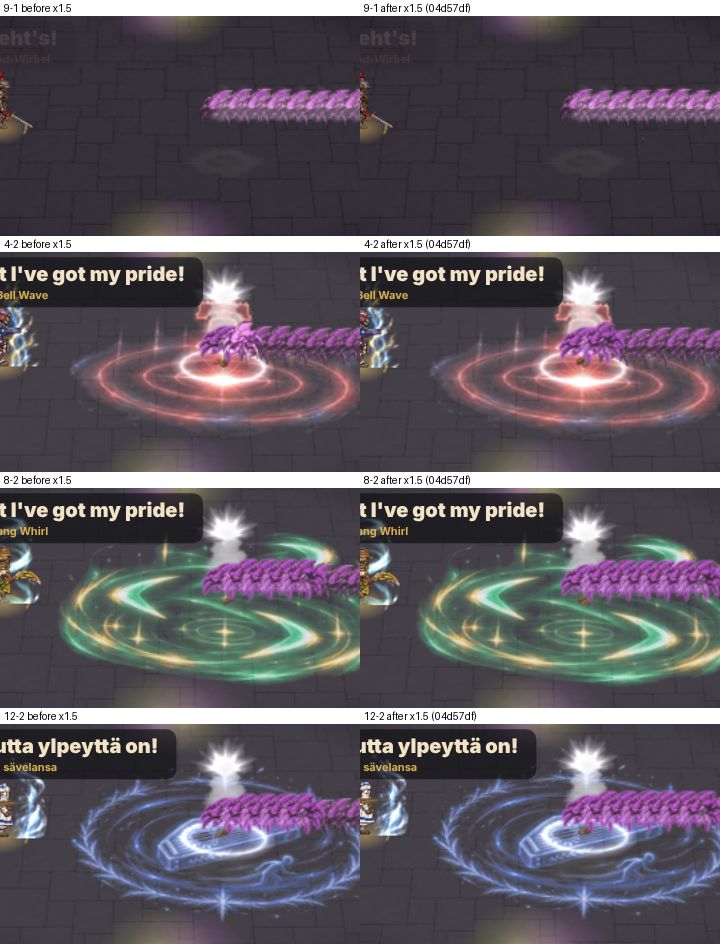 9-1 before x1.5
9-1 after x1.5 (04d57df)
eht's!
nd-Wirbel
eht's!
nd-Wirbel
4-2 before x1.5
4-2 after x1.5 (04d57df)
t I've got my pride!
Bell Wave
t I've got my pride!
Bell Wave
8-2 before x1.5
8-2 after x1.5 (04d57df)
t I've got my pride!
ang Whirl
t I've got my pride!
ang Whirl
12-2 before x1.5
12-2 after x1.5 (04d57df)
utta ylpeyttä on!
sävelansa
utta ylpeyttä on!
sävelansa